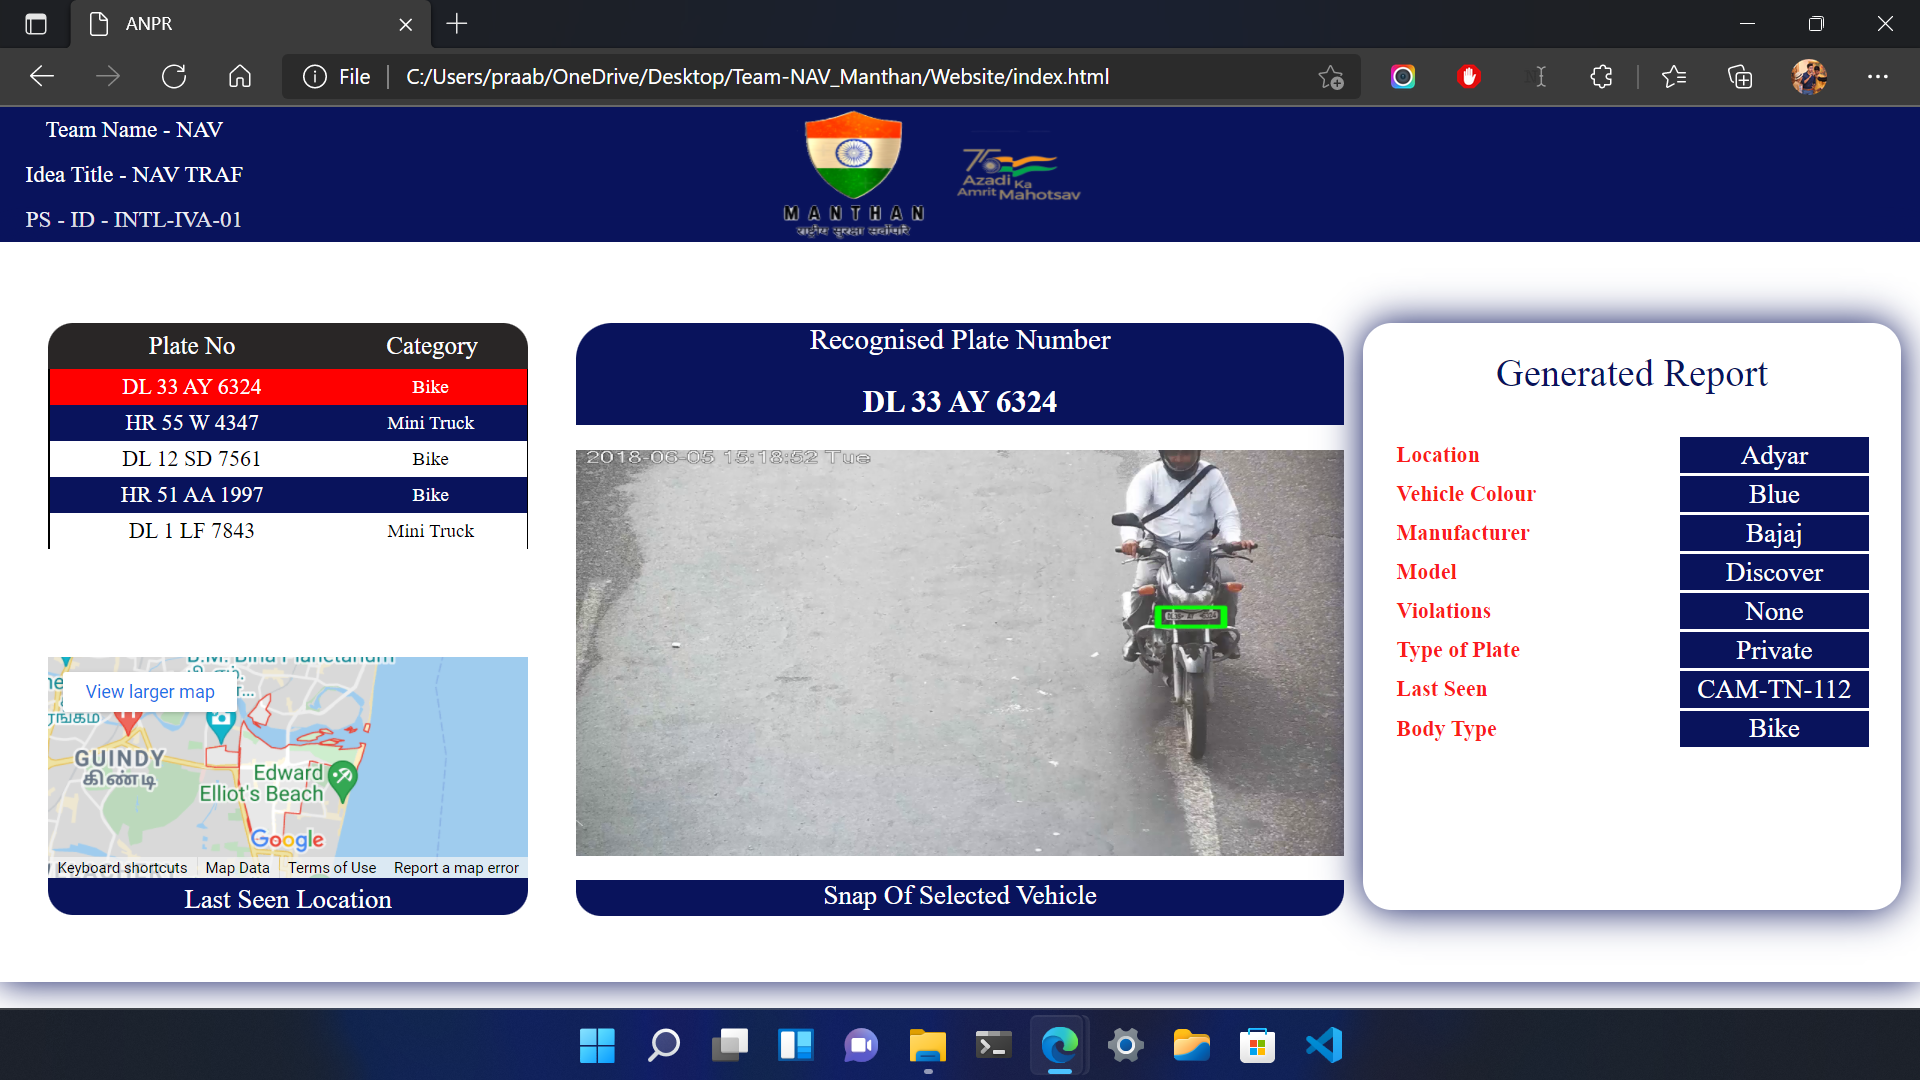 ANPR
File
C:/Users/praab/OneDrive/Desktop/Team-NAV_Manthan/Website/index.html
Team Name - NAV
Idea Title - NAV TRAF
PS - ID - INTL-IVA-01
MANTHAN
राष्ट्रीय सुरक्षा सर्वोपरि
75
Azadi Ka
Amrit Mahotsav
Plate No Category
DL 33 AY 6324 Bike
HR 55 W 4347 Mini Truck
DL 12 SD 7561 Bike
HR 51 AA 1997 Bike
DL 1 LF 7843 Mini Truck
View larger map
GUINDY
கிண்டி
Edward
Elliot's Beach
Google
Keyboard shortcuts Map Data Terms of Use Report a map error
Last Seen Location
Recognised Plate Number
DL 33 AY 6324
2018-06-05 15:18:52 Tue
Snap Of Selected Vehicle
Generated Report
Location Adyar
Vehicle Colour Blue
Manufacturer Bajaj
Model Discover
Violations None
Type of Plate Private
Last Seen CAM-TN-112
Body Type Bike